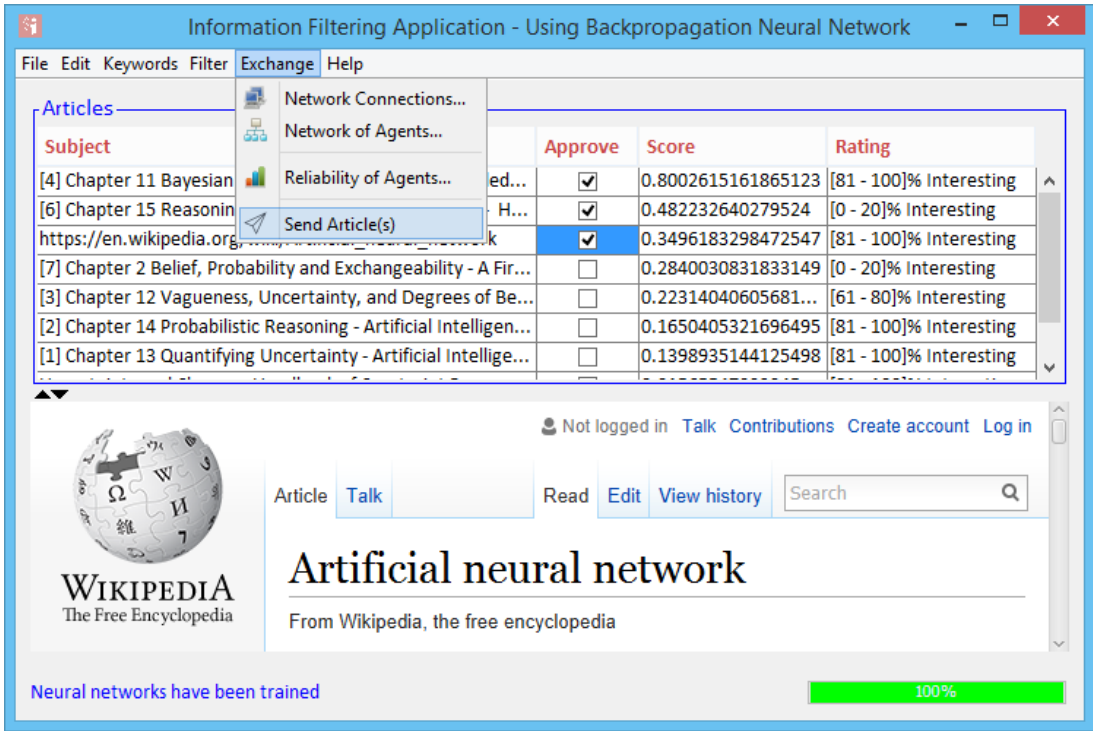 Information Filtering Application - Using Backpropagation Neural Network
File Edit Keywords Filter Exchange Help
Network Connections...
Network of Agents...
Reliability of Agents...
Send Article(s)
Articles
Subject Approve Score Rating
[4] Chapter 11 Bayesian led... 0.8002615161865123 [81 - 100]% Interesting
[6] Chapter 15 Reasonin - H... 0.482232640279524 [0 - 20]% Interesting
https://en.wikipedia.org/wiki/Artificial_neural_network 0.3496183298472547 [81 - 100]% Interesting
[7] Chapter 2 Belief, Probability and Exchangeability - A Fir... 0.2840030831833149 [0 - 20]% Interesting
[3] Chapter 12 Vagueness, Uncertainty, and Degrees of Be... 0.22314040605681... [61 - 80]% Interesting
[2] Chapter 14 Probabilistic Reasoning - Artificial Intelligen... 0.1650405321696495 [81 - 100]% Interesting
[1] Chapter 13 Quantifying Uncertainty - Artificial Intellige... 0.1398935144125498 [81 - 100]% Interesting
Not logged in Talk Contributions Create account Log in
Article Talk Read Edit View history Search
WIKIPEDIA
The Free Encyclopedia
Artificial neural network
From Wikipedia, the free encyclopedia
Neural networks have been trained 100%